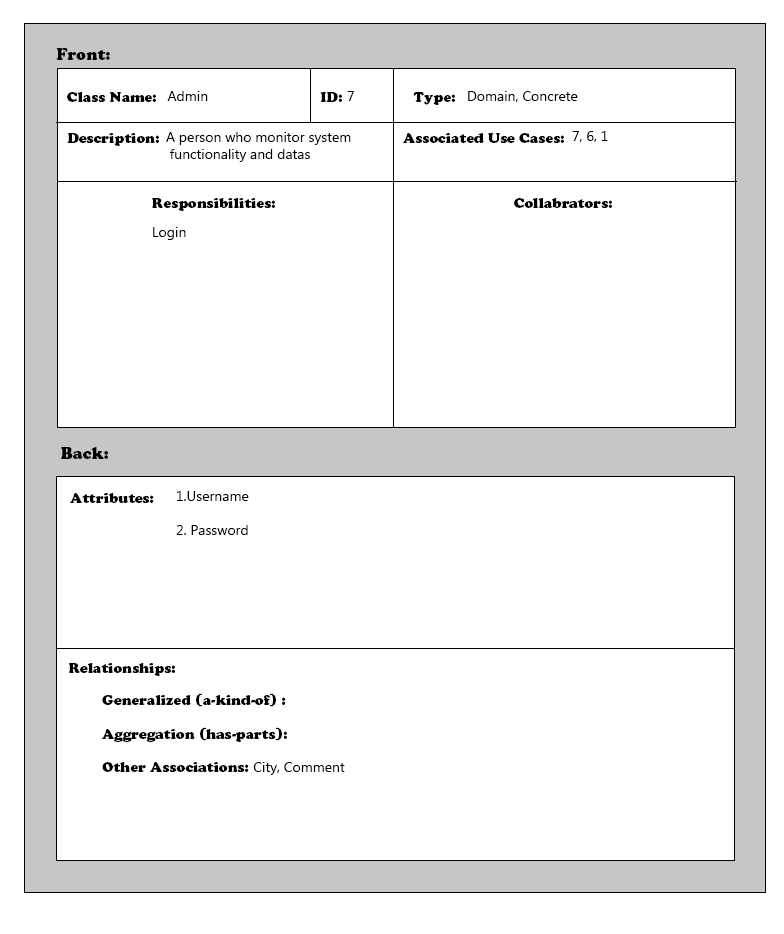 Front:
Class Name: Admin ID: 7 Type: Domain, Concrete
Description: A person who monitor system
functionality and datas
Associated Use Cases: 7, 6, 1
Responsibilities:
Login
Collabrators:
Back:
Attributes: 1.Username
2. Password
Relationships:
Generalized (a-kind-of) :
Aggregation (has-parts):
Other Associations: City, Comment